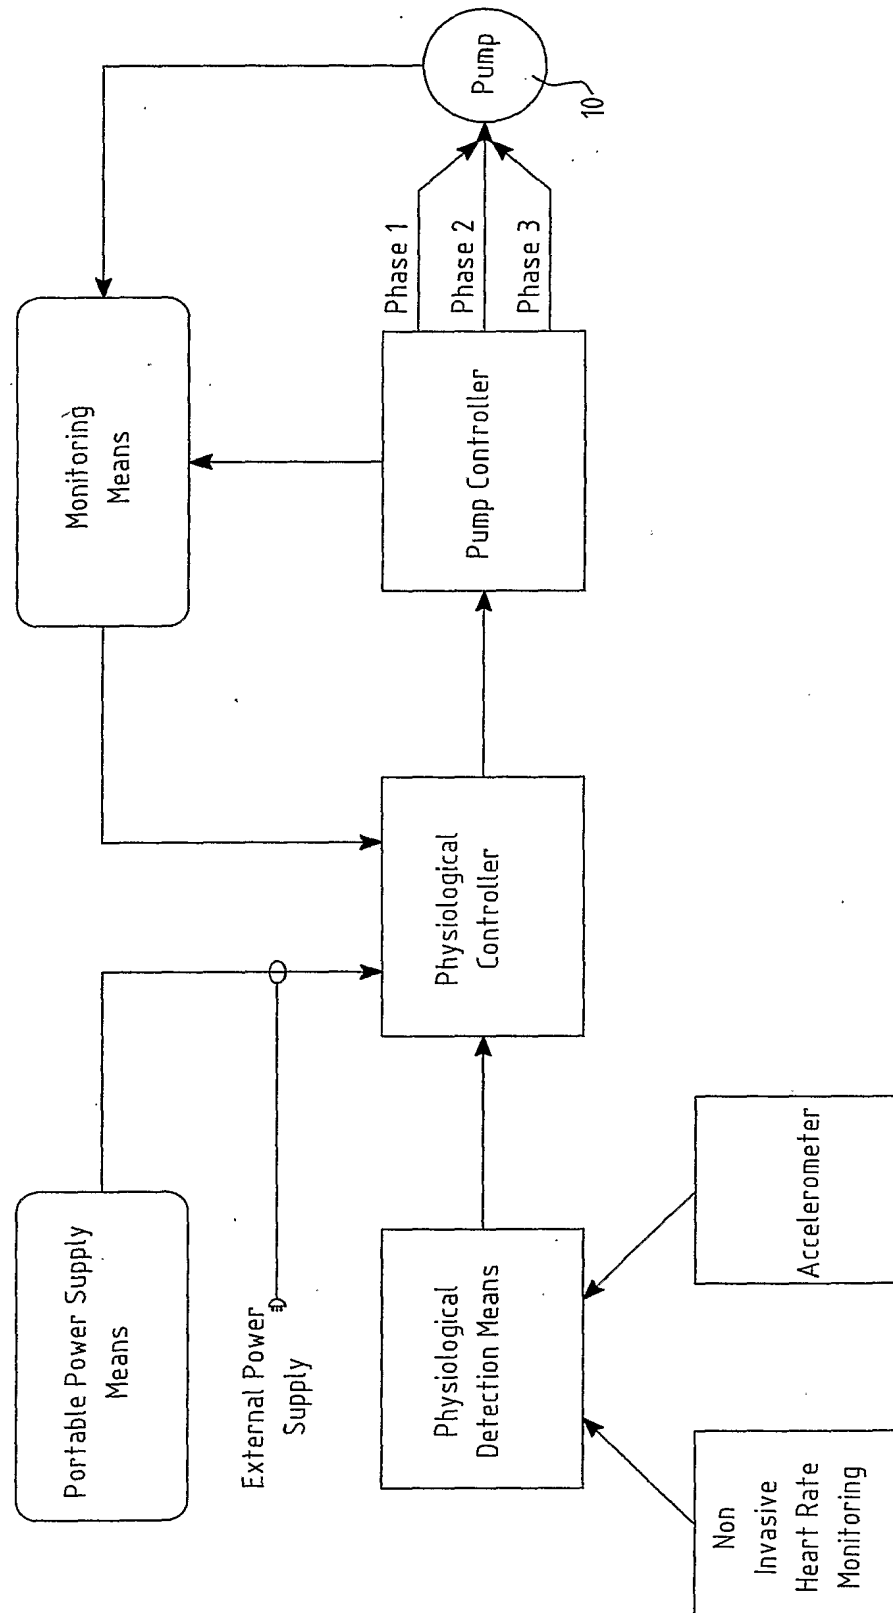 Portable Power Supply
Means
Monitoring
Means
External Power
Supply
Physiological
Detection Means
Physiological
Controller
Pump Controller
Phase 1
Phase 2
Phase 3
Pump
10
Non
Invasive
Heart Rate
Monitoring
Accelerometer